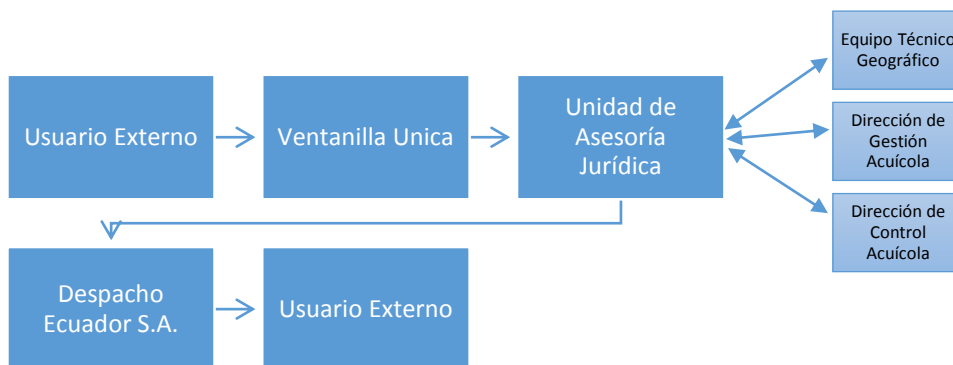 Usuario Externo
Ventanilla Unica
Unidad de
Asesoría
Jurídica
Equipo Técnico
Geográfico
Dirección de
Gestión
Acuícola
Dirección de
Control
Acuícola
Despacho
Ecuador S.A.
Usuario Externo